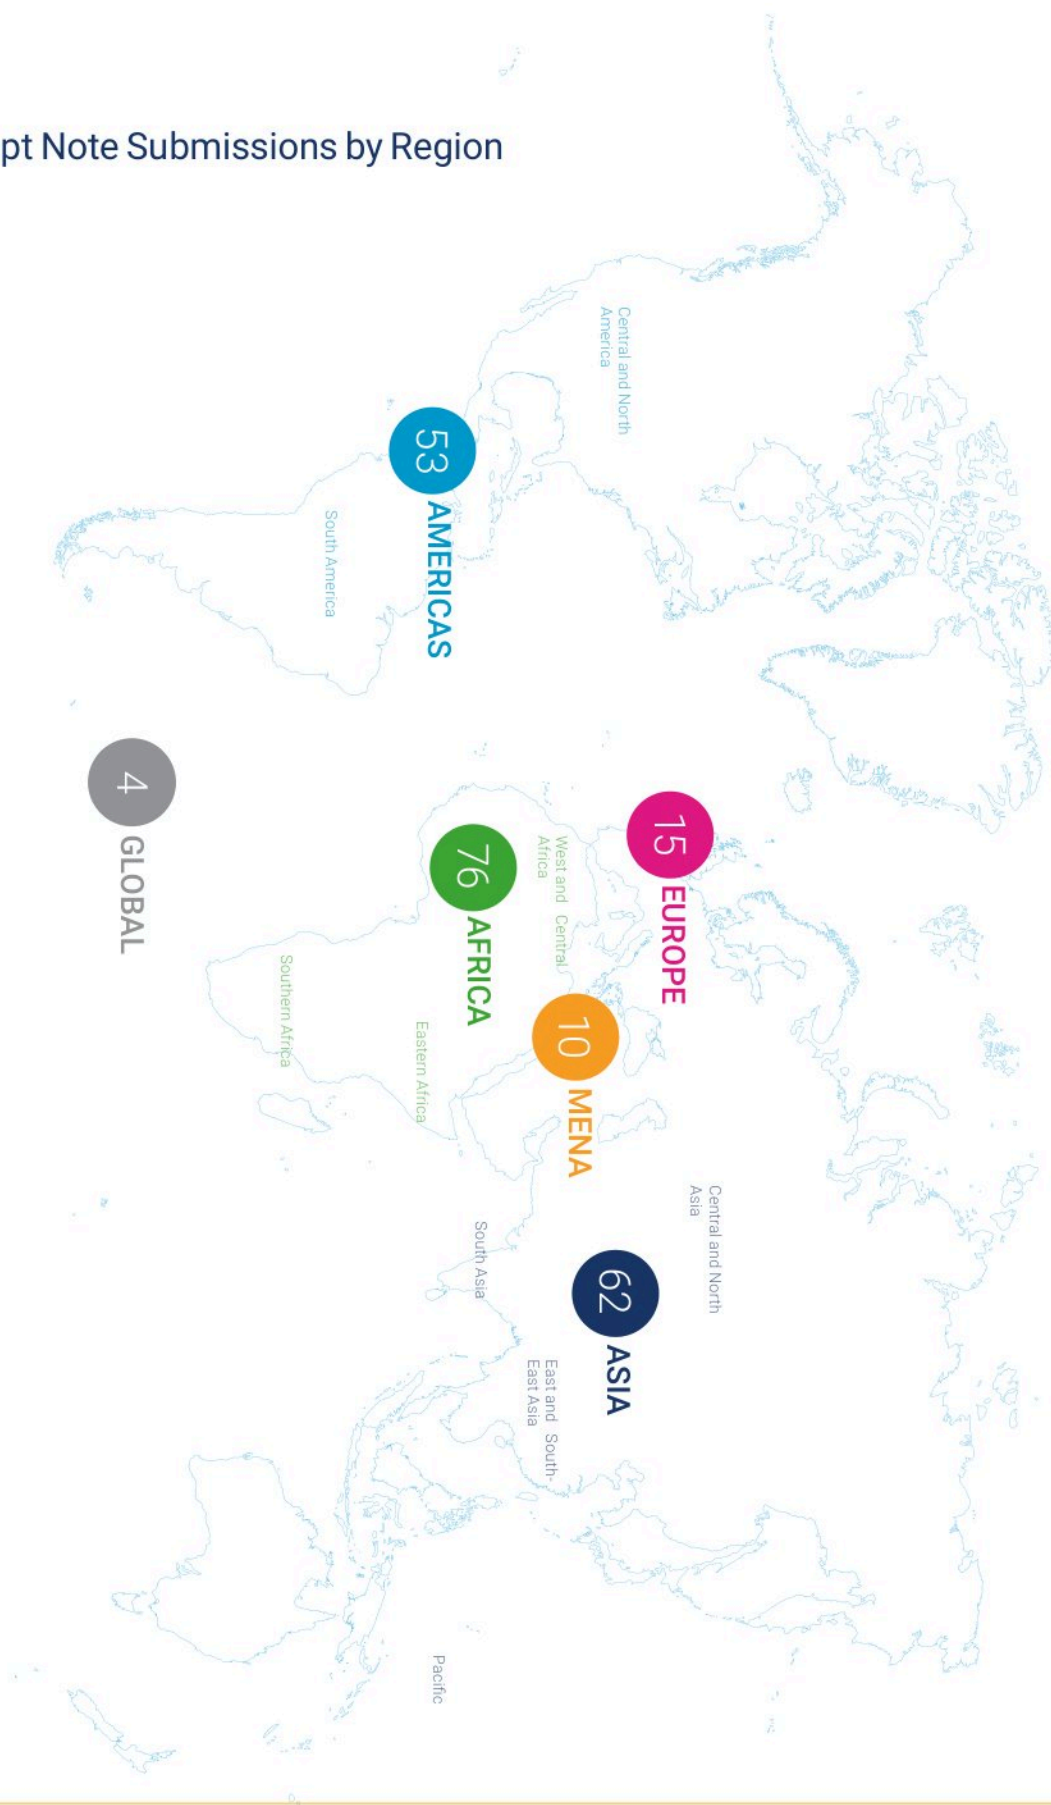 pt Note Submissions by Region
Central and North
America
53 AMERICAS
South America
4 GLOBAL
15 EUROPE
West and Central
Africa
76 AFRICA
Southern Africa
Eastern Africa
10 MENA
Central and North
Asia
South Asia
62 ASIA
East and South-
East Asia
Pacific